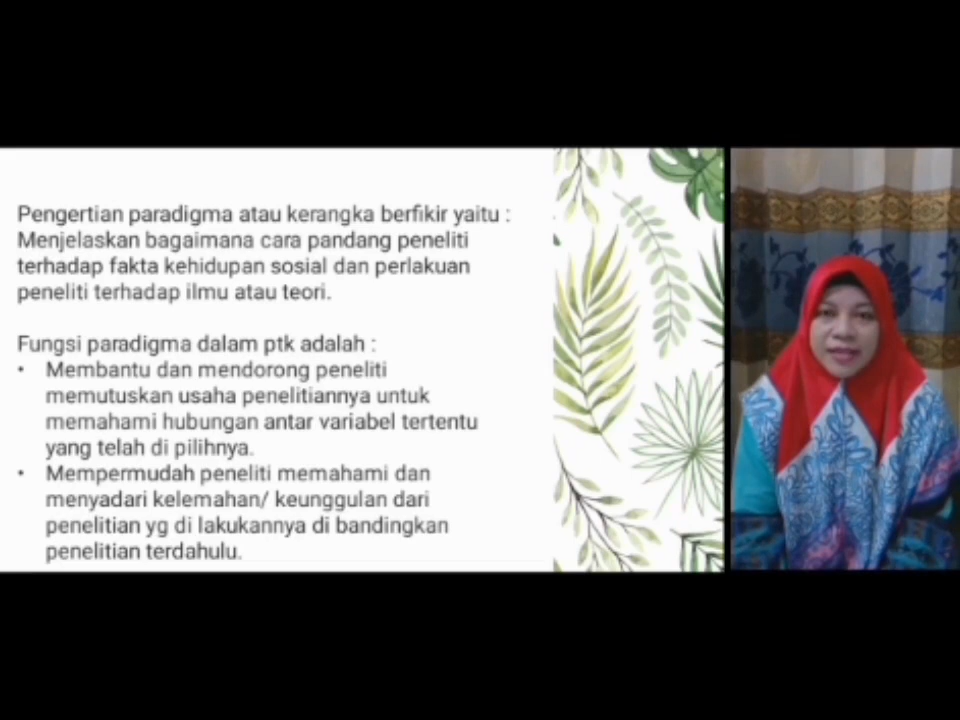 Pengertian paradigma atau kerangka berfikir yaitu :
Menjelaskan bagaimana cara pandang peneliti
terhadap fakta kehidupan sosial dan perlakuan
peneliti terhadap ilmu atau teori.
Fungsi paradigma dalam ptk adalah :
• Membantu dan mendorong peneliti
memutuskan usaha penelitiannya untuk
memahami hubungan antar variabel tertentu
yang telah di pilihnya.
• Mempermudah peneliti memahami dan
menyadari kelemahan/ keunggulan dari
penelitian yg di lakukannya di bandingkan
penelitian terdahulu.